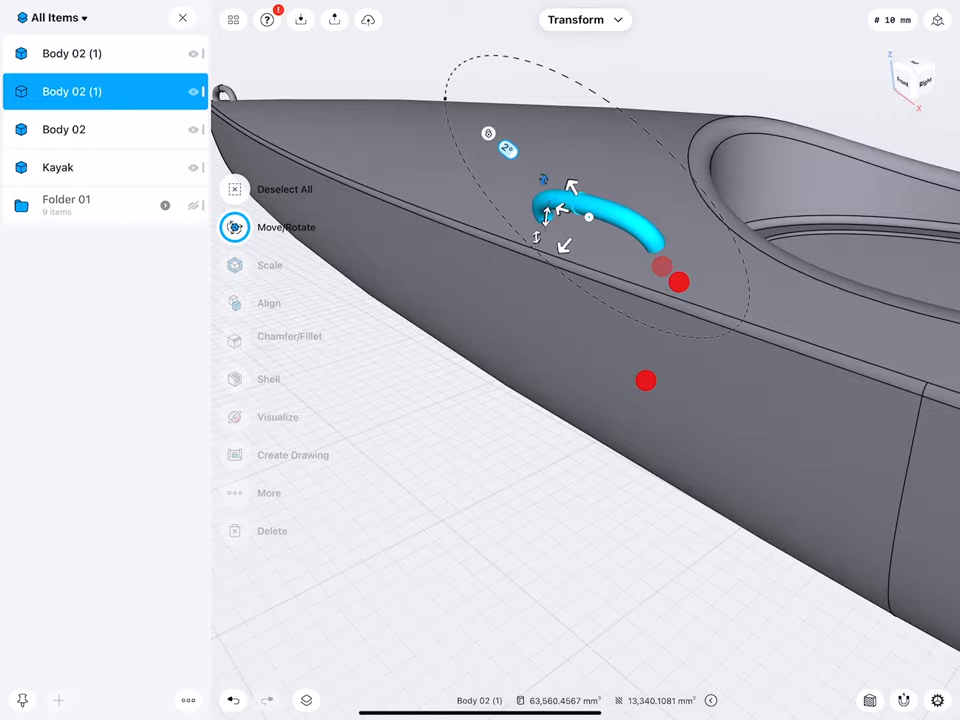 All Items
Body 02 (1)
Body 02 (1)
Body 02
Kayak
Folder 01
9 items
Transform
# 10 mm
Z
Front
Right
X
2°
Deselect All
Move/Rotate
Scale
Align
Chamfer/Fillet
Shell
Visualize
Create Drawing
More
Delete
Body 02 (1)
63,560.4567 mm³
13,340.1081 mm²